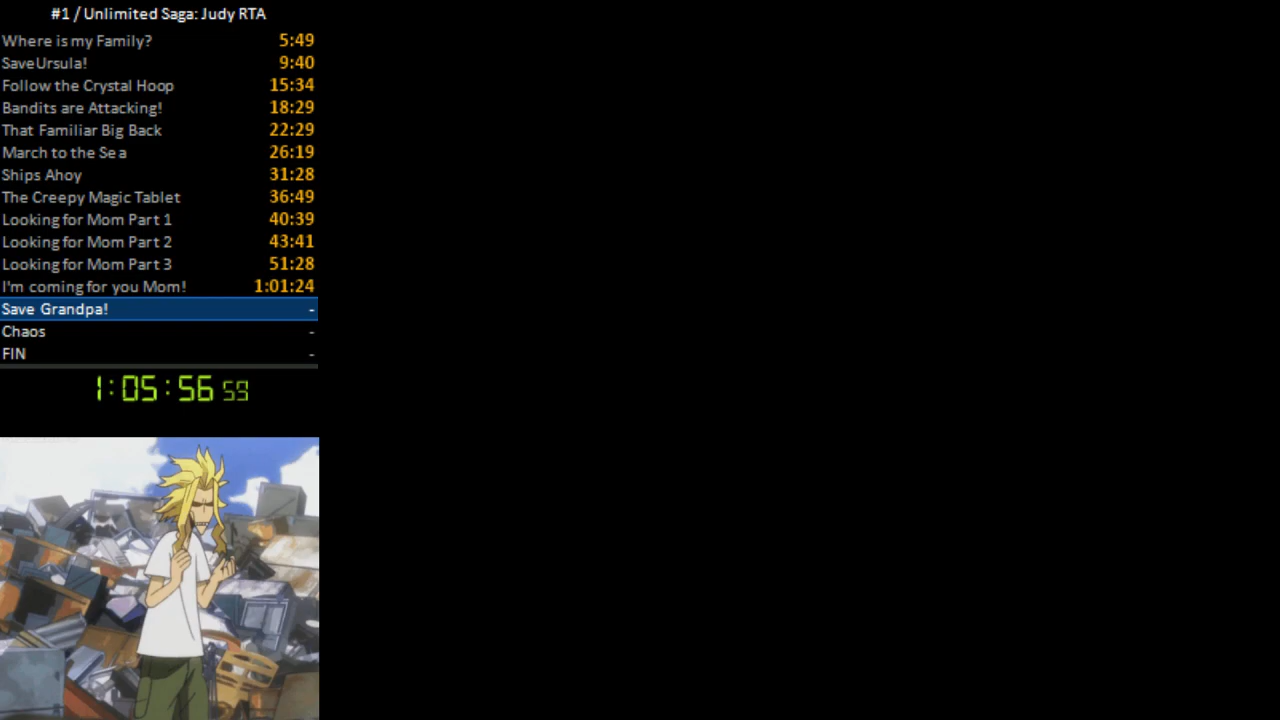 #1 / Unlimited Saga: Judy RTA
Where is my Family? 5:49
Save Ursula! 9:40
Follow the Crystal Hoop 15:34
Bandits are Attacking! 18:29
That Familiar Big Back 22:29
March to the Sea 26:19
Ships Ahoy 31:28
The Creepy Magic Tablet 36:49
Looking for Mom Part 1 40:39
Looking for Mom Part 2 43:41
Looking for Mom Part 3 51:28
I'm coming for you Mom! 1:01:24
Save Grandpa! -
Chaos -
FIN -
1:05:56 59